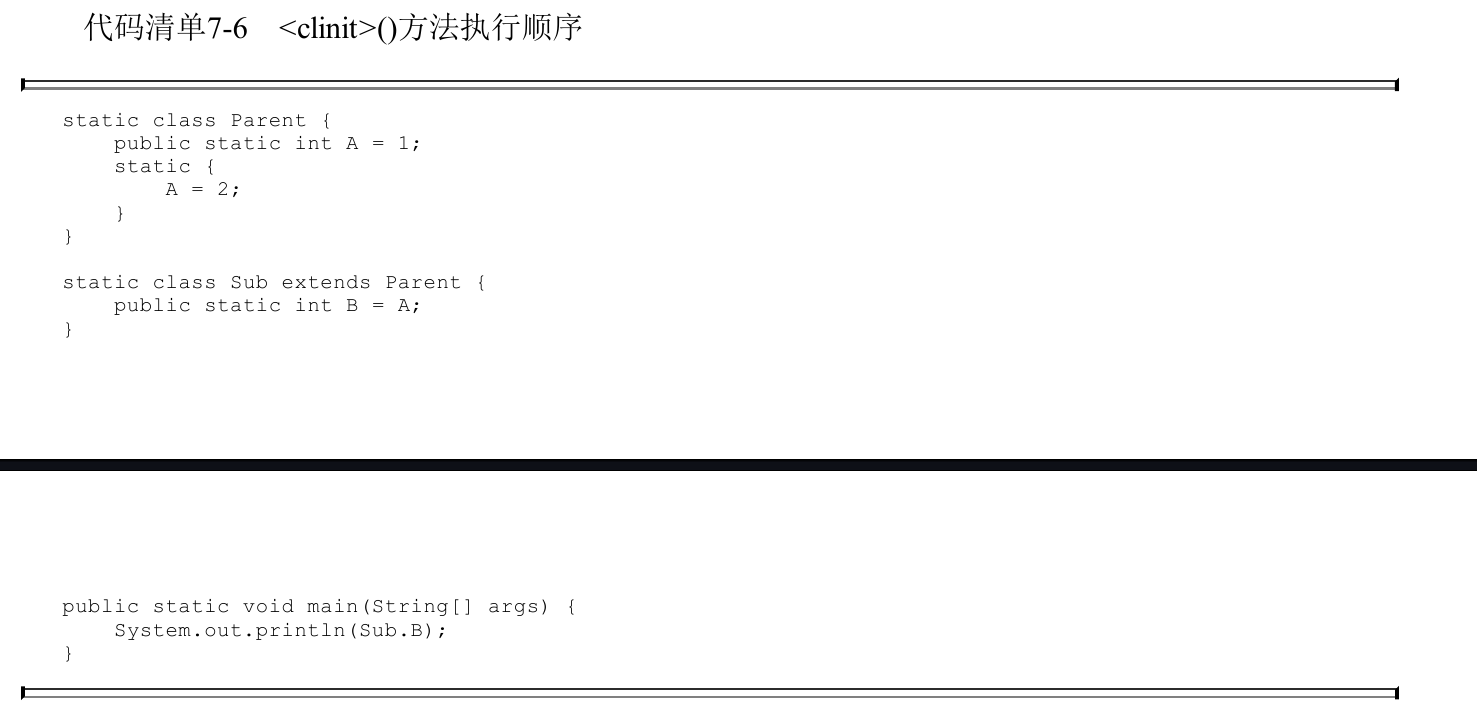 代码清单7-6　<clinit>()方法执行顺序
static class Parent {
    public static int A = 1;
    static {
        A = 2;
    }
}
static class Sub extends Parent {
    public static int B = A;
}
public static void main(String[] args) {
    System.out.println(Sub.B);
}